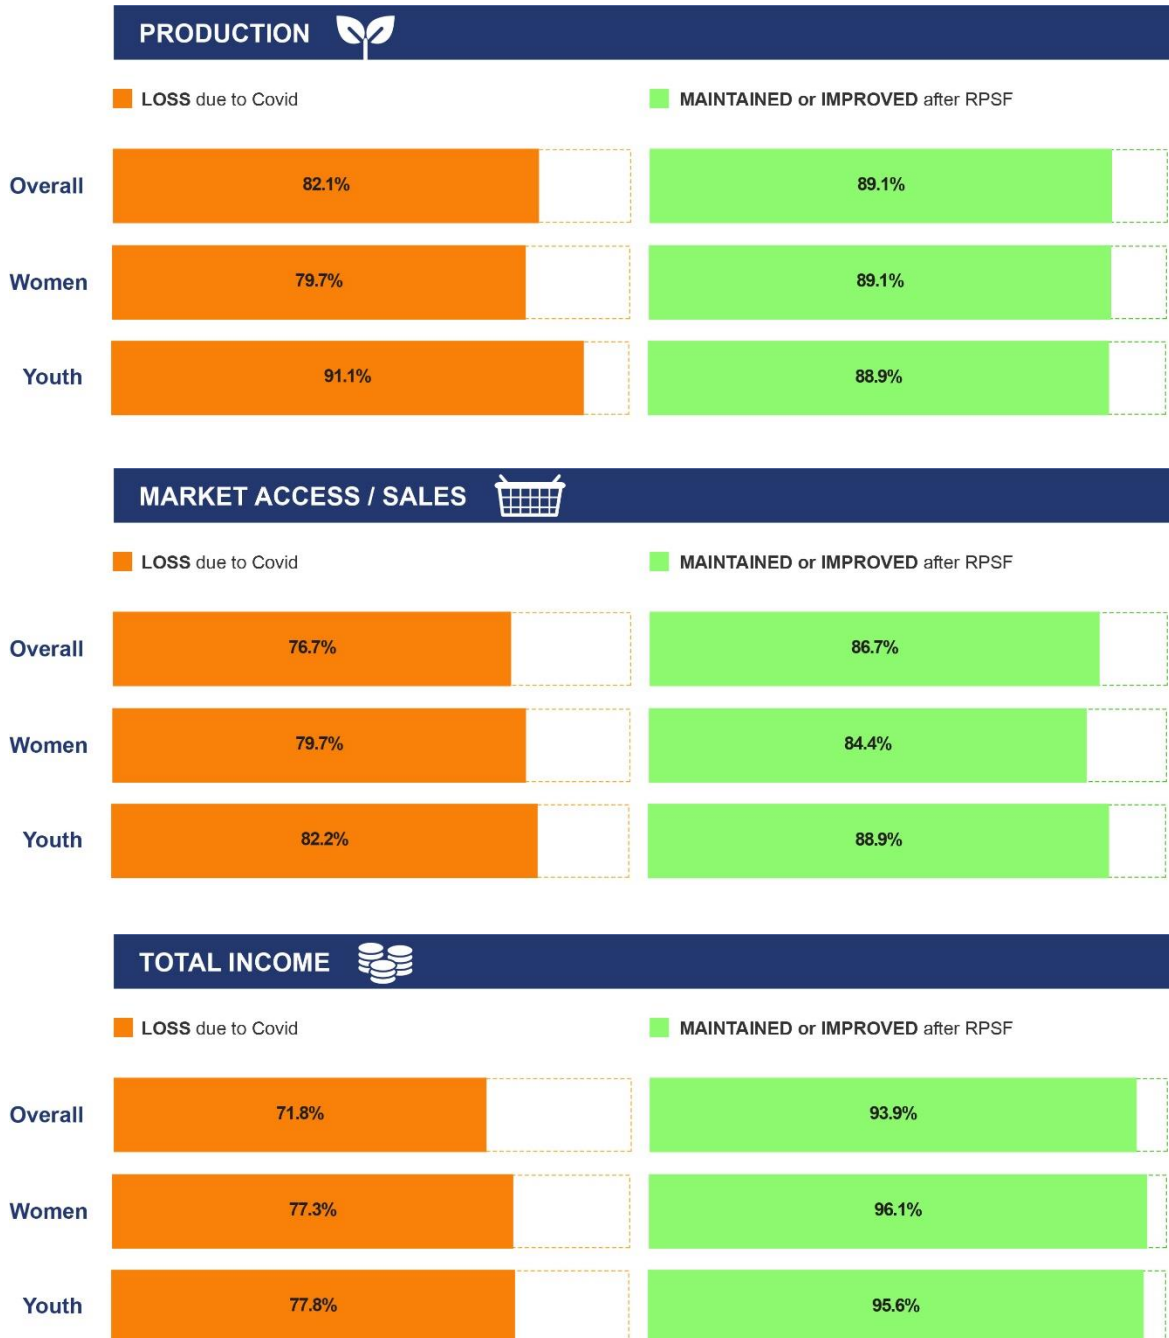 PRODUCTION
LOSS due to Covid
MAINTAINED or IMPROVED after RPSF
Overall 82.1% 89.1%
Women 79.7% 89.1%
Youth 91.1% 88.9%
MARKET ACCESS / SALES
LOSS due to Covid
MAINTAINED or IMPROVED after RPSF
Overall 76.7% 86.7%
Women 79.7% 84.4%
Youth 82.2% 88.9%
TOTAL INCOME
LOSS due to Covid
MAINTAINED or IMPROVED after RPSF
Overall 71.8% 93.9%
Women 77.3% 96.1%
Youth 77.8% 95.6%